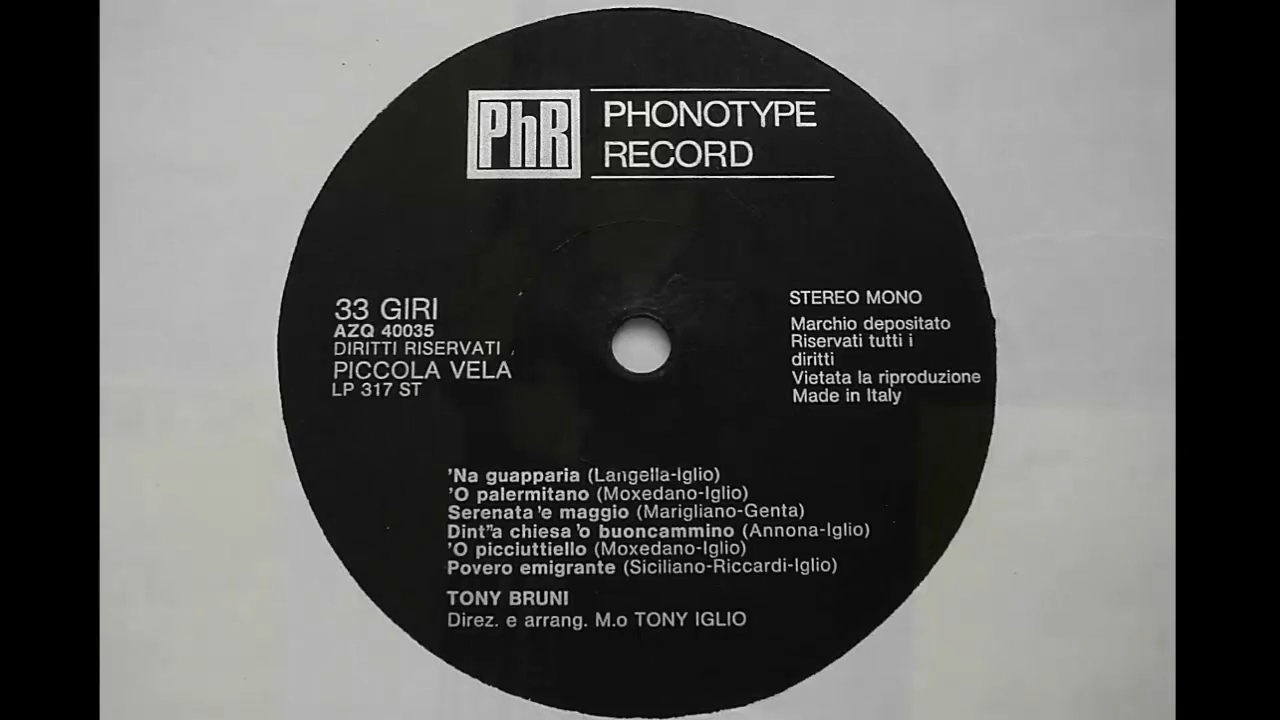 PhR
PHONOTYPE
RECORD
33 GIRI
AZQ 40035
DIRITTI RISERVATI
PICCOLA VELA
LP 317 ST
STEREO MONO
Marchio depositato
Riservati tutti i
diritti
Vietata la riproduzione
Made in Italy
'Na guapparia (Langella-Iglio)
'O palermitano (Moxedano-Iglio)
Serenata 'e maggio (Marigliano-Genta)
Dint''a chiesa 'o buoncammino (Annona-Iglio)
'O picciuttiello (Moxedano-Iglio)
Povero emigrante (Siciliano-Riccardi-Iglio)
TONY BRUNI
Direz. e arrang. M.o TONY IGLIO